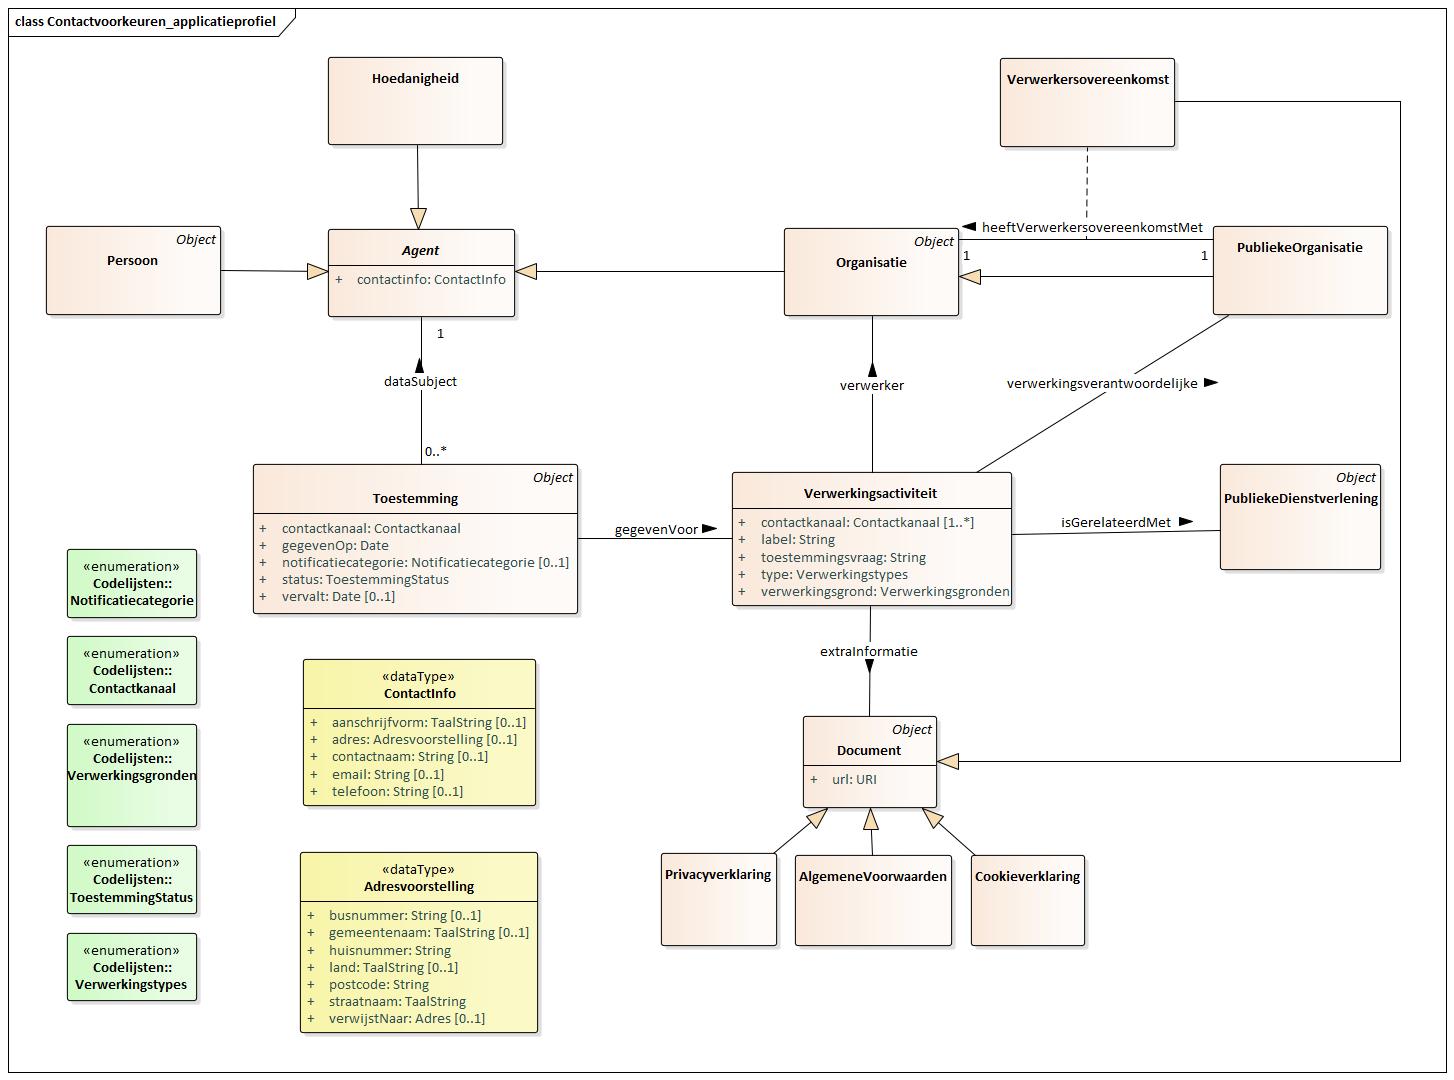 class Contactvoorkeuren_applicatieprofiel
Hoedanigheid
Verwerkersovereenkomst
Object
Persoon
Agent
+ contactinfo: ContactInfo
Object
Organisatie
heeftVerwerkersovereenkomstMet
1
1
PubliekeOrganisatie
1
dataSubject
0..*
verwerker
verwerkingsverantwoordelijke
Object
Toestemming
+ contactkanaal: Contactkanaal
+ gegevenOp: Date
+ notificatiecategorie: Notificatiecategorie [0..1]
+ status: ToestemmingStatus
+ vervalt: Date [0..1]
gegevenVoor
Verwerkingsactiviteit
+ contactkanaal: Contactkanaal [1..*]
+ label: String
+ toestemmingsvraag: String
+ type: Verwerkingstypes
+ verwerkingsgrond: Verwerkingsgronden
isGerelateerdMet
Object
PubliekeDienstverlening
extraInformatie
«enumeration»
Codelijsten::
Notificatiecategorie
«enumeration»
Codelijsten::
Contactkanaal
«enumeration»
Codelijsten::
Verwerkingsgronden
«enumeration»
Codelijsten::
ToestemmingStatus
«enumeration»
Codelijsten::
Verwerkingstypes
«dataType»
ContactInfo
+ aanschrijfvorm: TaalString [0..1]
+ adres: Adresvoorstelling [0..1]
+ contactnaam: String [0..1]
+ email: String [0..1]
+ telefoon: String [0..1]
«dataType»
Adresvoorstelling
+ busnummer: String [0..1]
+ gemeentenaam: TaalString [0..1]
+ huisnummer: String
+ land: TaalString [0..1]
+ postcode: String
+ straatnaam: TaalString
+ verwijstNaar: Adres [0..1]
Object
Document
+ url: URI
Privacyverklaring
AlgemeneVoorwaarden
Cookieverklaring